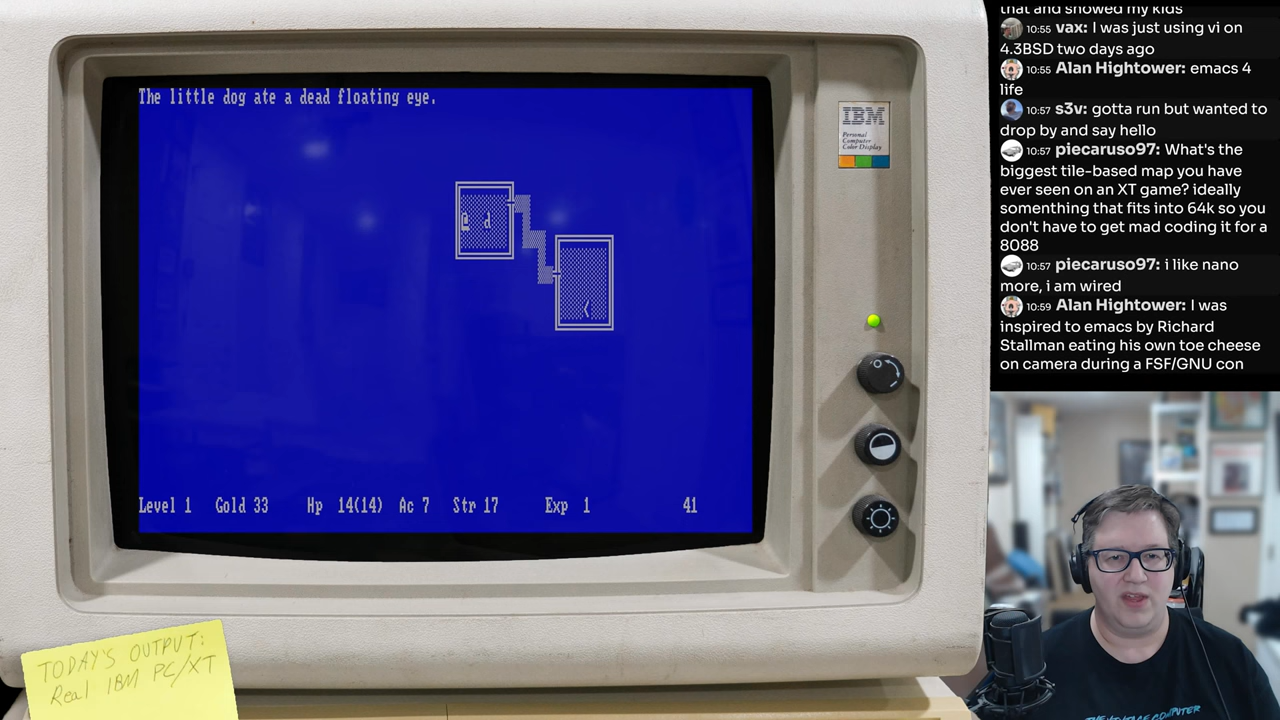 The little dog ate a dead floating eye.
@ d
<
Level 1 Gold 33 Hp 14(14) Ac 7 Str 17 Exp 1 41
IBM
Personal
Computer
Color Display
TODAY'S OUTPUT:
Real IBM PC/XT
that and showed my kids
10:55 vax: I was just using vi on
4.3BSD two days ago
10:55 Alan Hightower: emacs 4
life
10:57 s3v: gotta run but wanted to
drop by and say hello
10:57 piecaruso97: What's the
biggest tile-based map you have
ever seen on an XT game? ideally
somenthing that fits into 64k so you
don't have to get mad coding it for a
8088
10:57 piecaruso97: i like nano
more, i am wired
10:59 Alan Hightower: I was
inspired to emacs by Richard
Stallman eating his own toe cheese
on camera during a FSF/GNU con
COMPUTER